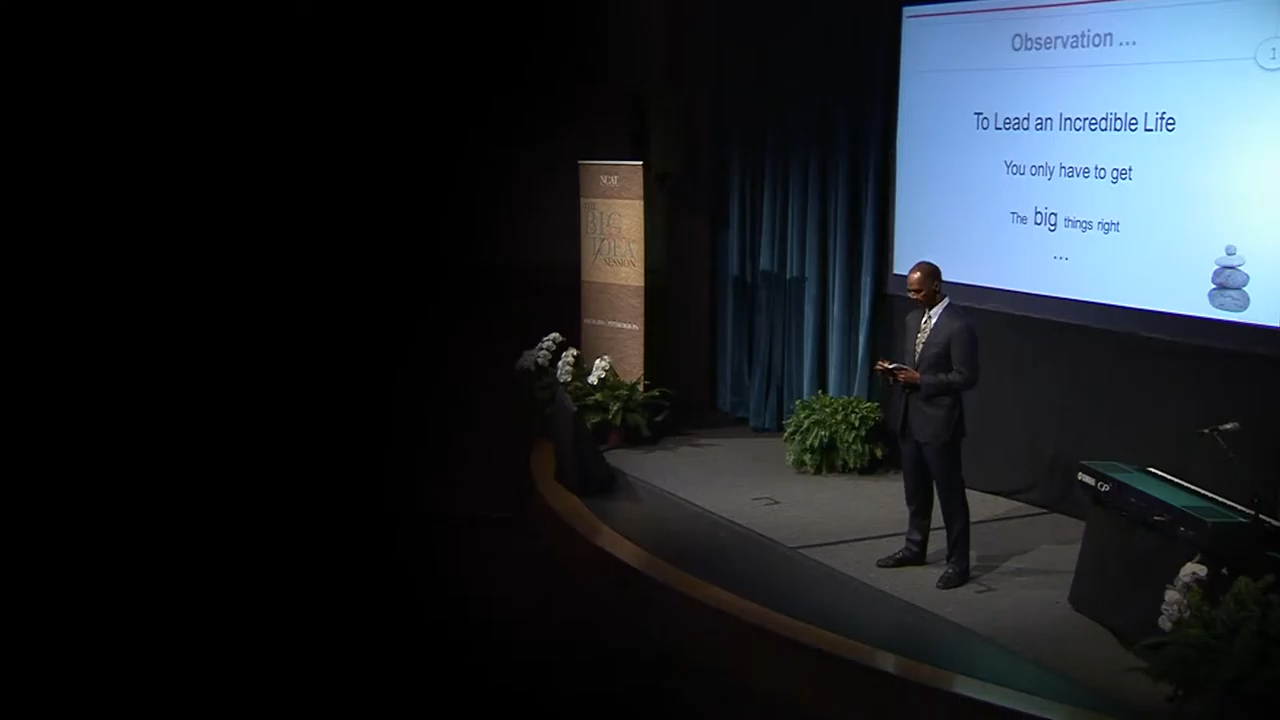 Observation ...
1
To Lead an Incredible Life
You only have to get
The big things right
...
NCAT
THE
BIG
IDEA
SESSION
YAMAHA CP